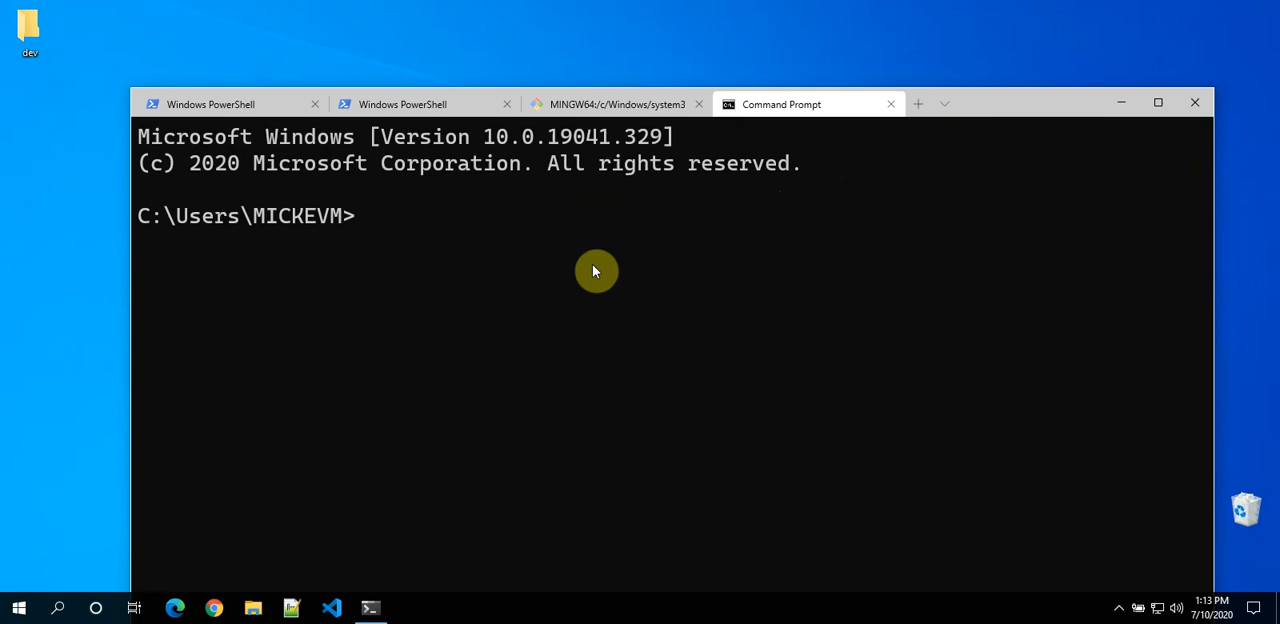 dev
Windows PowerShell
Windows PowerShell
MINGW64:/c/Windows/system3
Command Prompt
Microsoft Windows [Version 10.0.19041.329]
(c) 2020 Microsoft Corporation. All rights reserved.
C:\Users\MICKEVM>
1:13 PM
7/10/2020